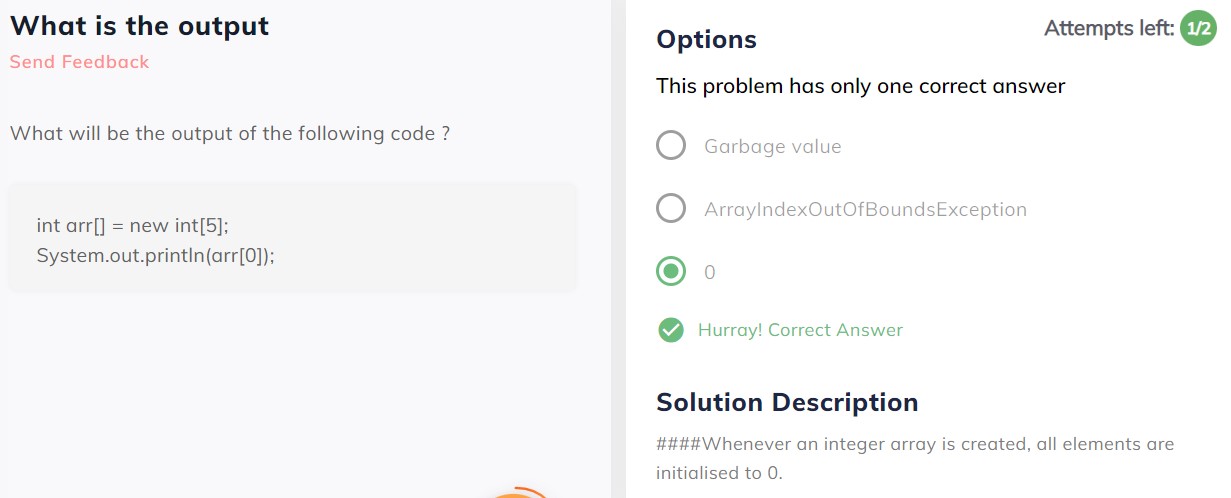 What is the output
Send Feedback
What will be the output of the following code ?
int arr[] = new int[5];
System.out.println(arr[0]);
Attempts left: 1/2
Options
This problem has only one correct answer
Garbage value
ArrayIndexOutOfBoundsException
0
Hurray! Correct Answer
Solution Description
####Whenever an integer array is created, all elements are
initialised to 0.